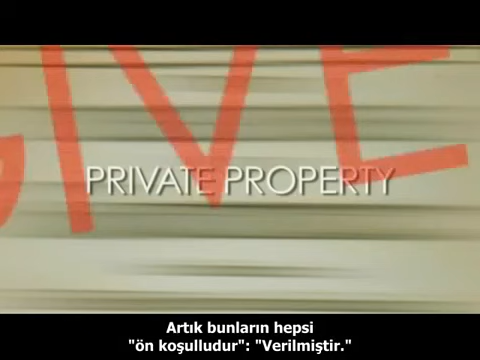 GIVE
PRIVATE PROPERTY
Artık bunların hepsi
"ön koşulludur": "Verilmiştir."